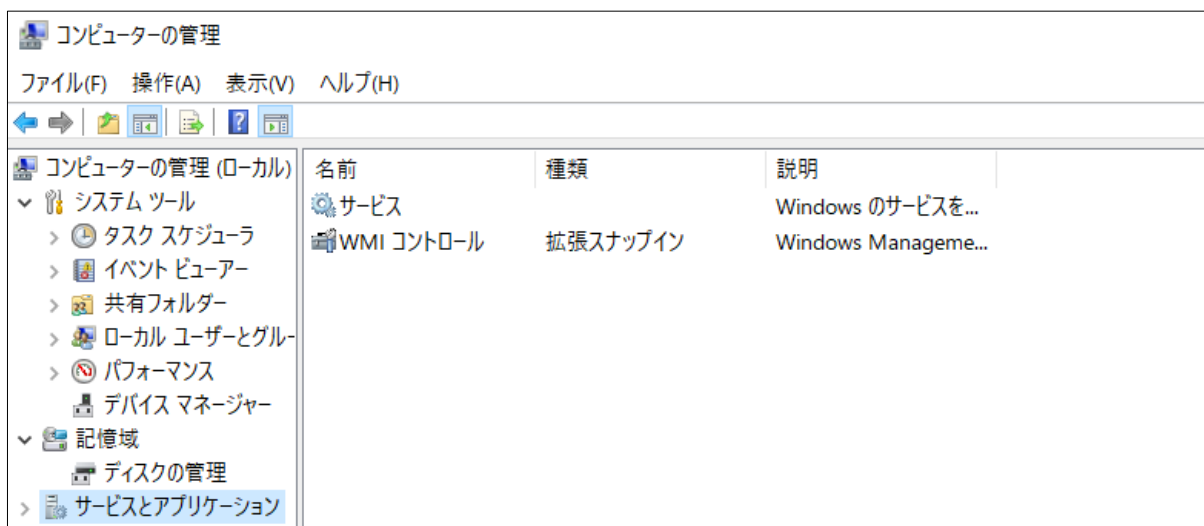 コンピューターの管理
ファイル(F) 操作(A) 表示(V) ヘルプ(H)
コンピューターの管理 (ローカル)
システム ツール
タスク スケジューラ
イベント ビューアー
共有フォルダー
ローカル ユーザーとグルー
パフォーマンス
デバイス マネージャー
記憶域
ディスクの管理
サービスとアプリケーション
名前 種類 説明
サービス Windows のサービスを...
WMI コントロール 拡張スナップイン Windows Manageme...